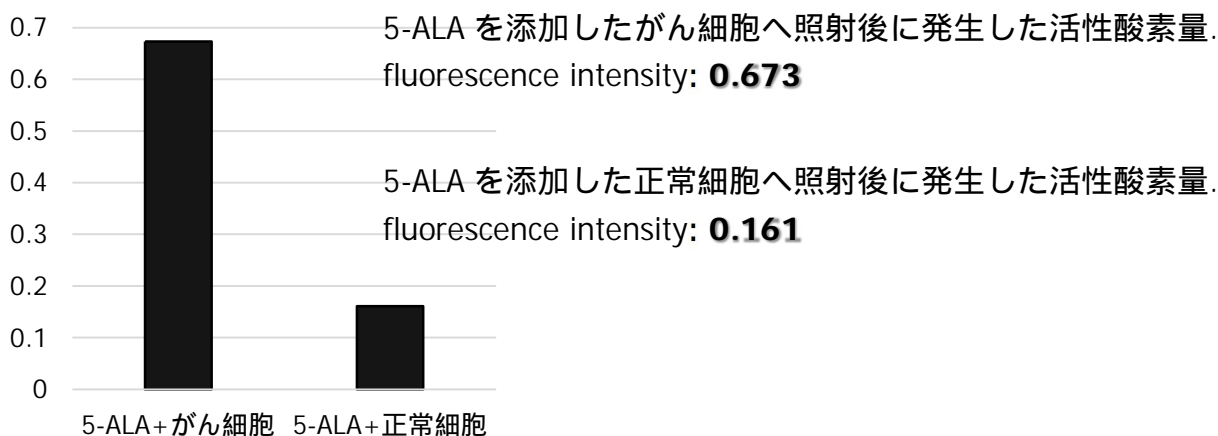 0.7
0.6
0.5
0.4
0.3
0.2
0.1
0
5-ALA+がん細胞 5-ALA+正常細胞
5-ALA を添加したがん細胞へ照射後に発生した活性酸素量.
fluorescence intensity: 0.673
5-ALA を添加した正常細胞へ照射後に発生した活性酸素量.
fluorescence intensity: 0.161